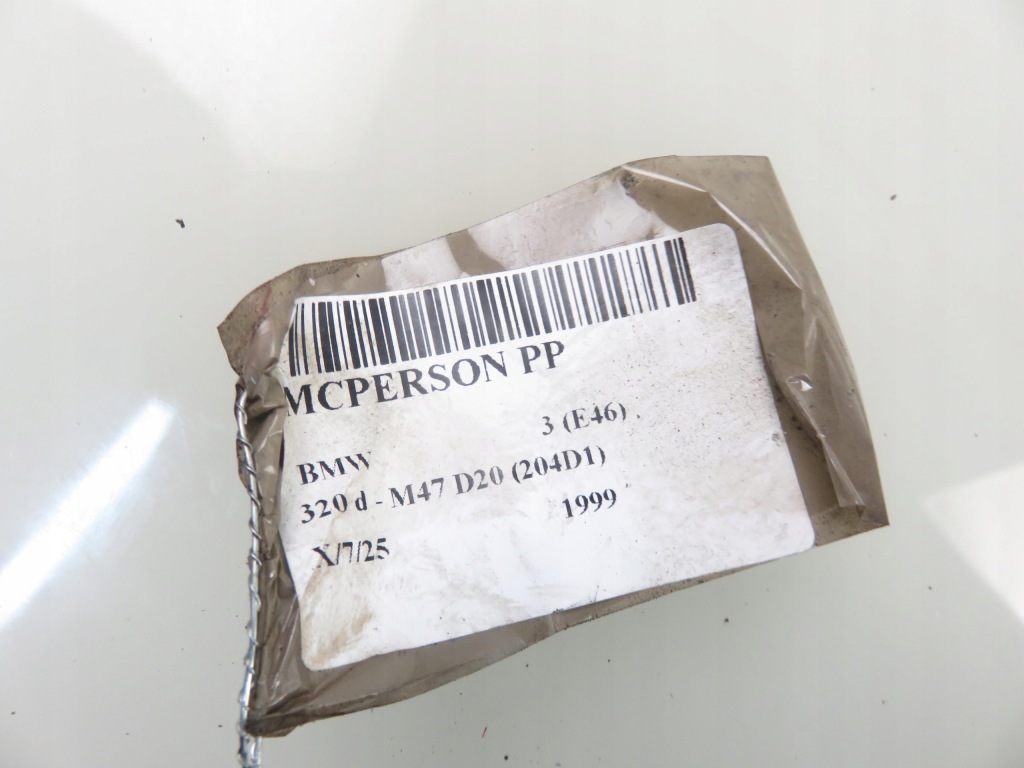 MCPERSON PP
BMW 3 (E46)
320 d - M47 D20 (204D1)
X/7/25 1999